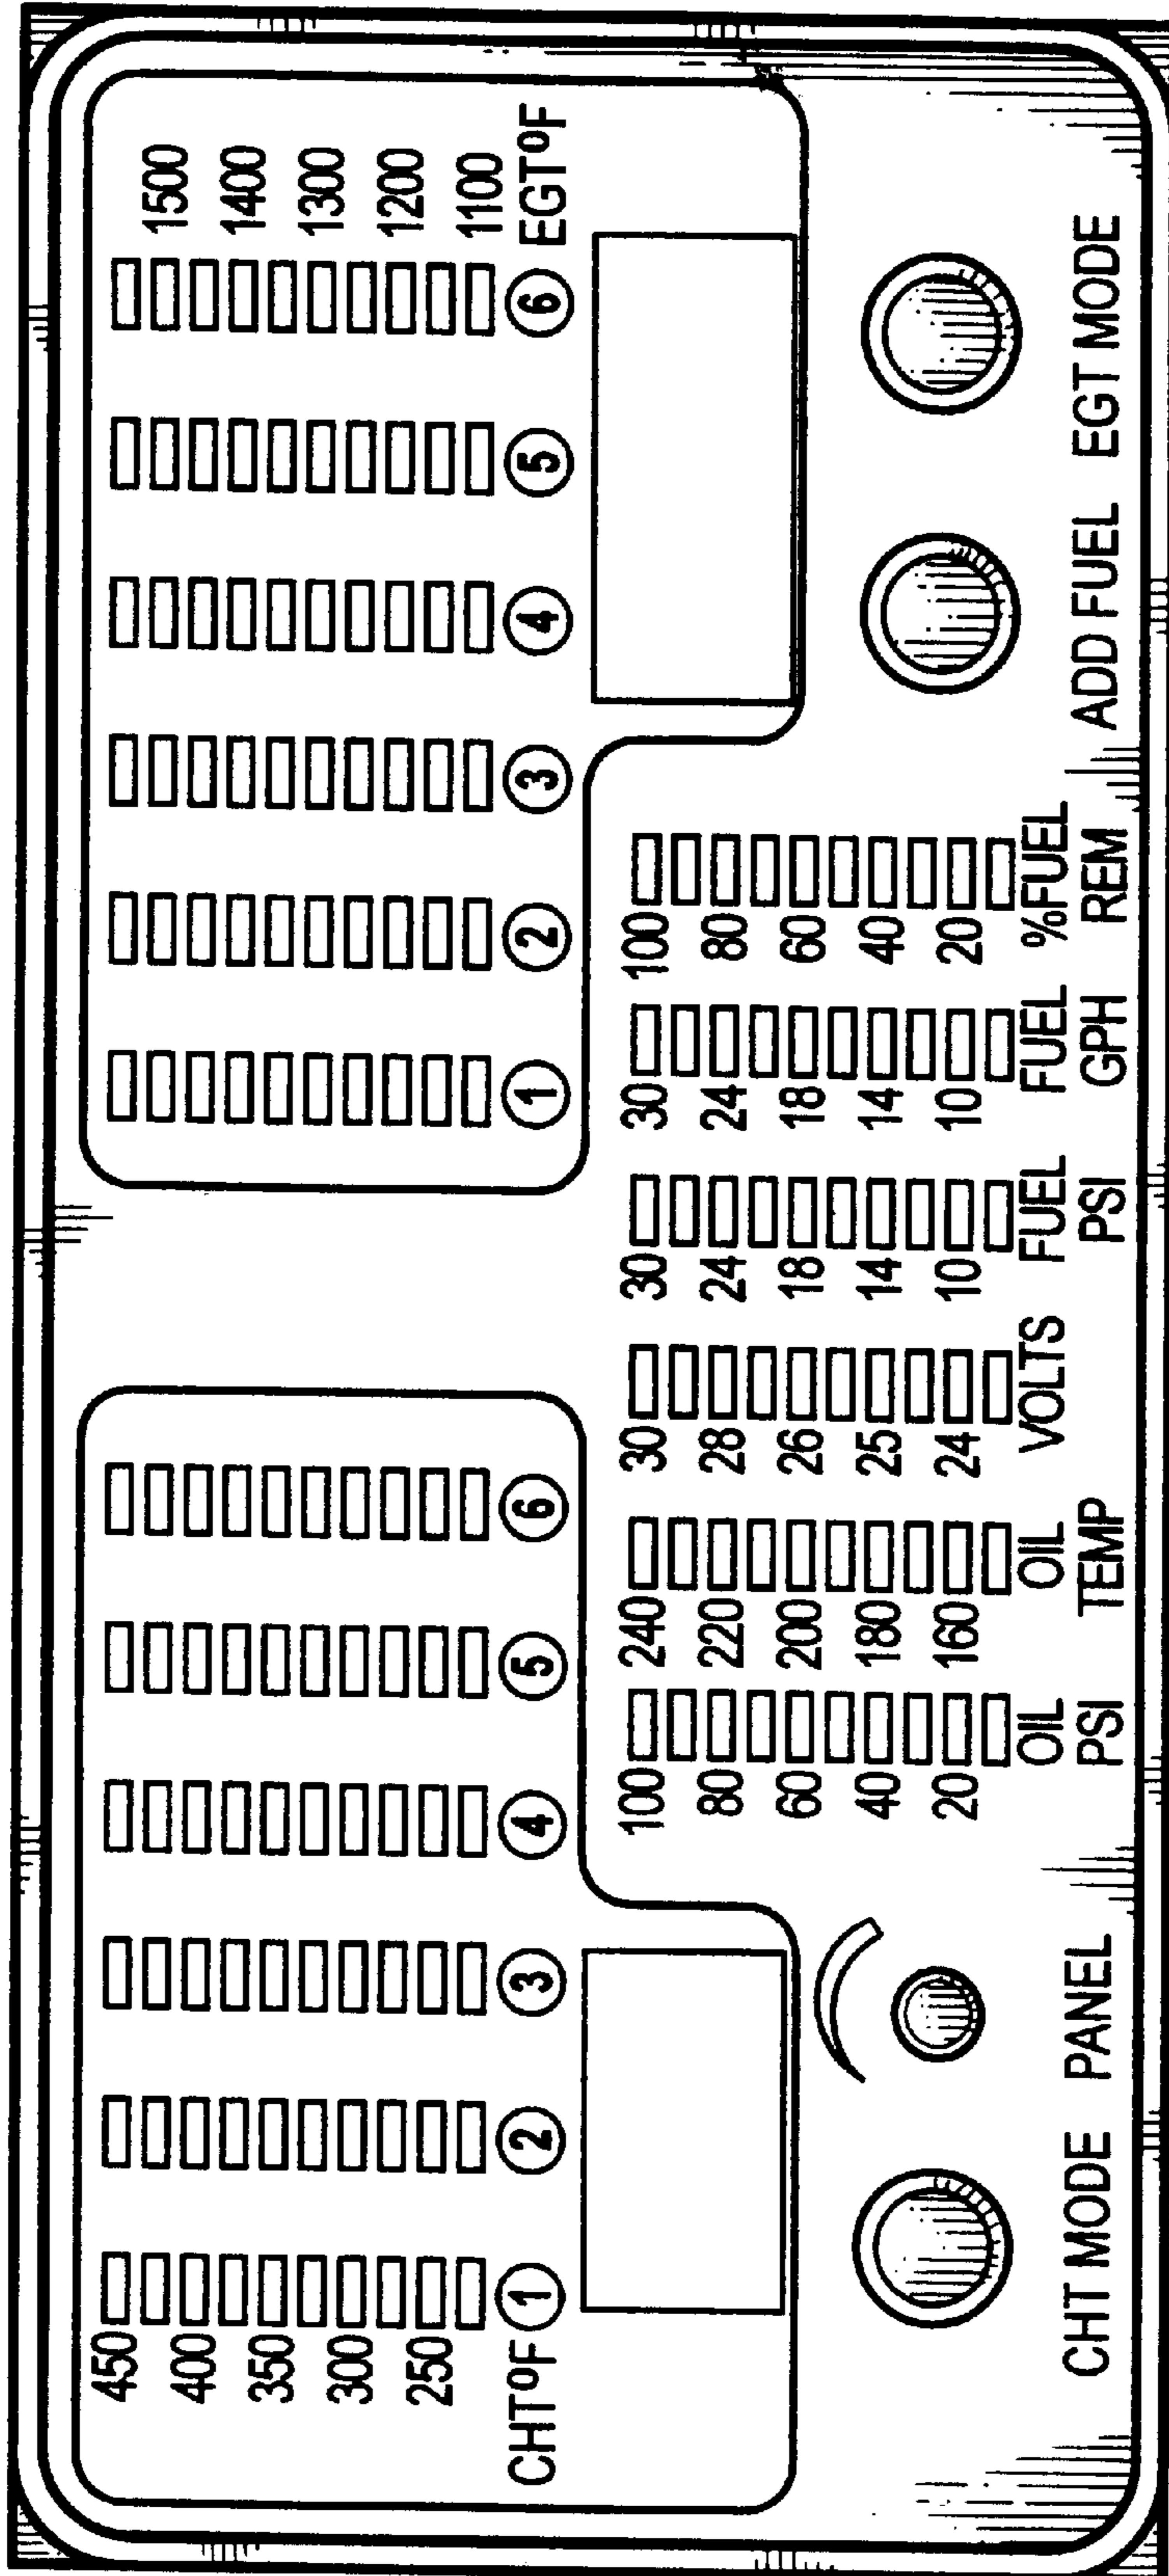 450
400
350
300
250
CHTºF 1 2 3 4 5 6
1500
1400
1300
1200
1100
1 2 3 4 5 6 EGTºF
100 240 30 30 30 100
80 220 28 24 24 80
60 200 26 18 18 60
40 180 25 14 14 40
20 160 24 10 10 20
OIL OIL VOLTS FUEL FUEL %FUEL
PSI TEMP PSI GPH REM
CHT MODE PANEL ADD FUEL EGT MODE